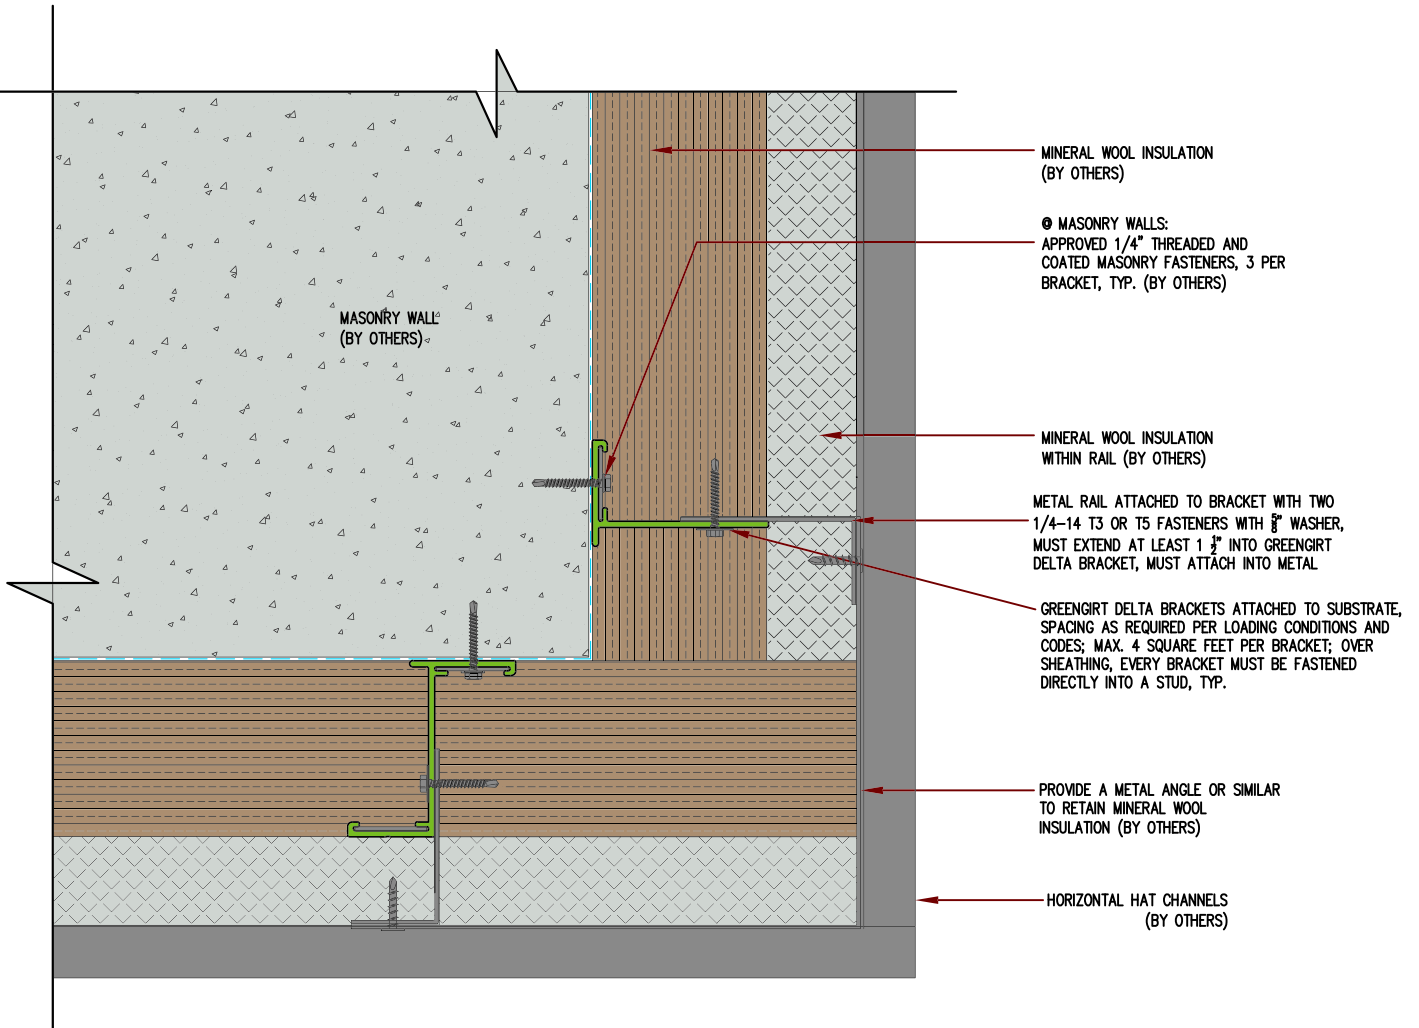 MINERAL WOOL INSULATION
(BY OTHERS)
@ MASONRY WALLS:
APPROVED 1/4" THREADED AND
COATED MASONRY FASTENERS, 3 PER
BRACKET, TYP. (BY OTHERS)
MASONRY WALL
(BY OTHERS)
MINERAL WOOL INSULATION
WITHIN RAIL (BY OTHERS)
METAL RAIL ATTACHED TO BRACKET WITH TWO
1/4-14 T3 OR T5 FASTENERS WITH 5/8" WASHER,
MUST EXTEND AT LEAST 1 1/2" INTO GREENGIRT
DELTA BRACKET, MUST ATTACH INTO METAL
GREENGIRT DELTA BRACKETS ATTACHED TO SUBSTRATE,
SPACING AS REQUIRED PER LOADING CONDITIONS AND
CODES; MAX. 4 SQUARE FEET PER BRACKET; OVER
SHEATHING, EVERY BRACKET MUST BE FASTENED
DIRECTLY INTO A STUD, TYP.
PROVIDE A METAL ANGLE OR SIMILAR
TO RETAIN MINERAL WOOL
INSULATION (BY OTHERS)
HORIZONTAL HAT CHANNELS
(BY OTHERS)